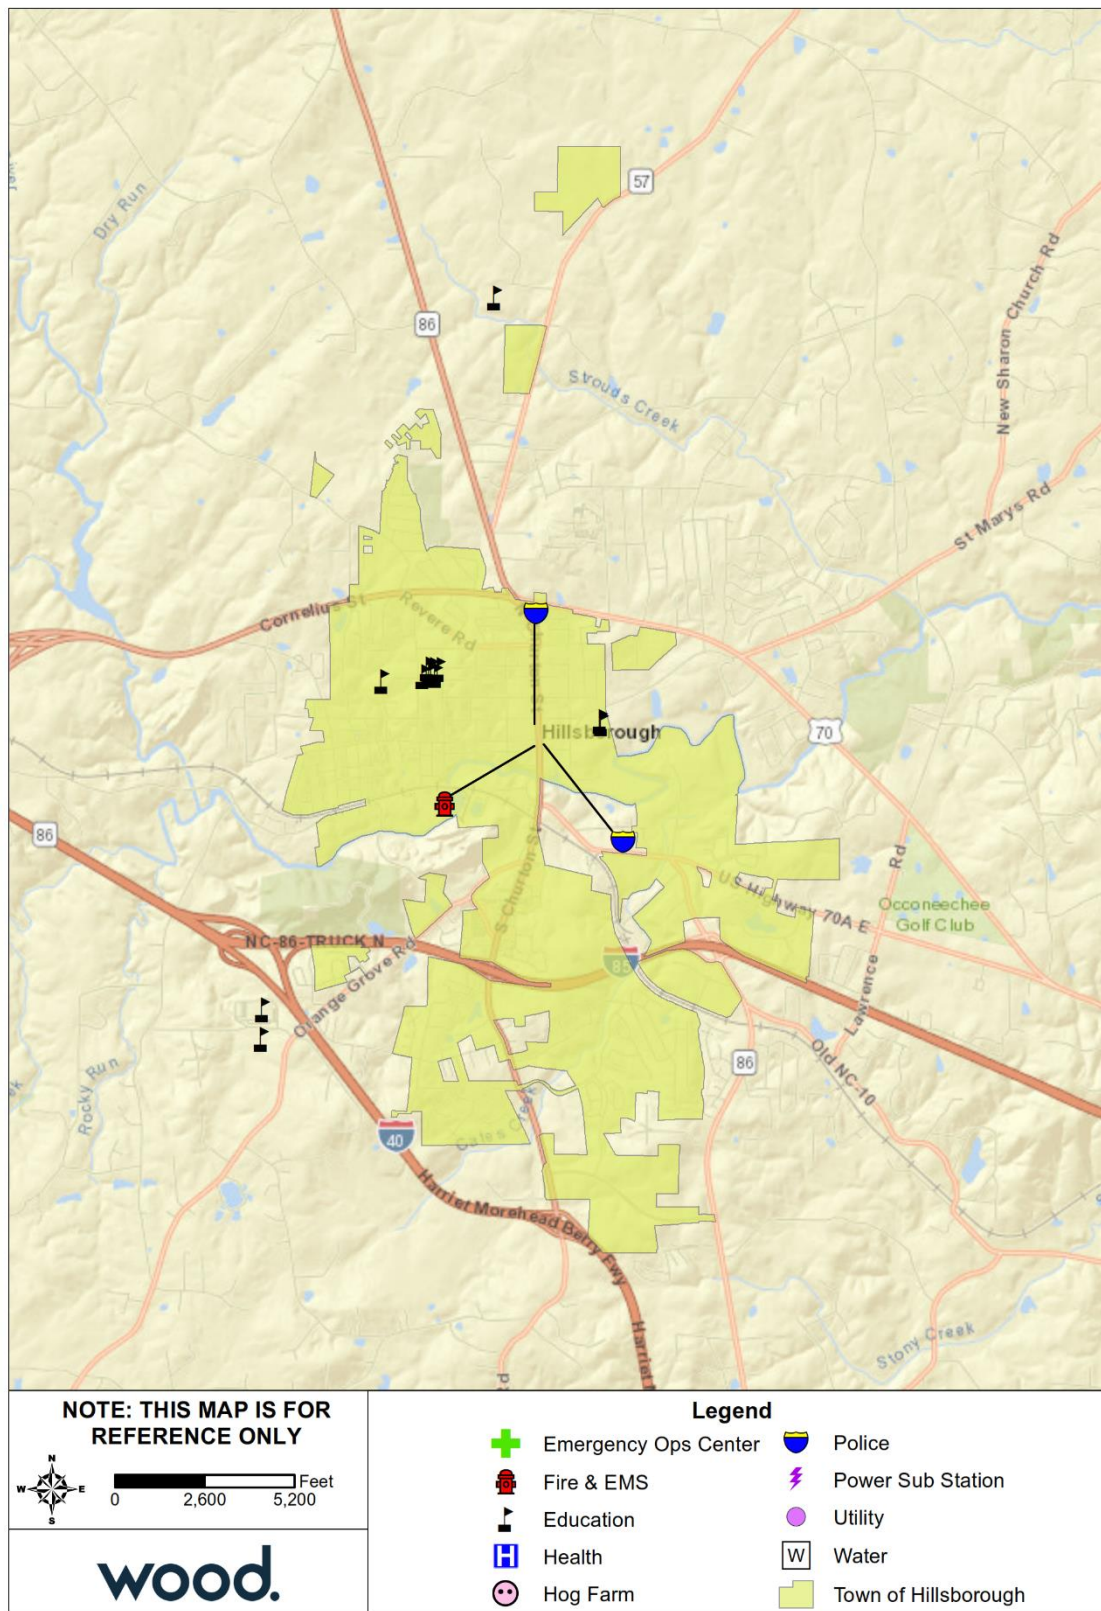 57
Dry Run
New Sharon Church Rd
86
Strouds Creek
St Marys Rd
Cornelius St
Revere Rd
Hillsborough
70
86
S Churton St
US Highway 70A E
Occoneechee
Golf Club
NC-86-TRUCK N
85
Orange Grove Rd
Lawrence Rd
Old NC-10
86
Rocky Run
40
Cates Creek
Harriet Morehead Berry Fwy
Stony Creek
Rd
NOTE: THIS MAP IS FOR
REFERENCE ONLY
N
W E
S
Feet
0 2,600 5,200
wood.
Legend
Emergency Ops Center
Fire & EMS
Education
H Health
Hog Farm
Police
Power Sub Station
Utility
W Water
Town of Hillsborough